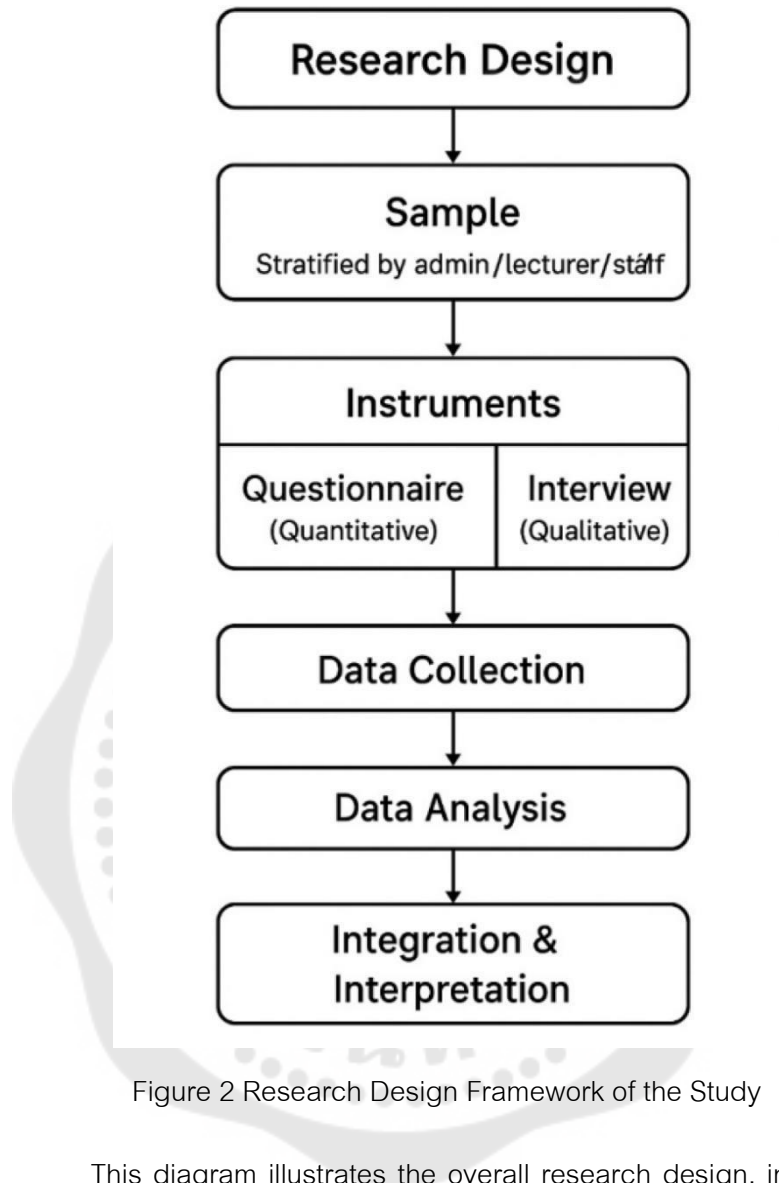 Research Design
Sample
Stratified by admin/lecturer/staff
Instruments
Questionnaire
(Quantitative)
Interview
(Qualitative)
Data Collection
Data Analysis
Integration &
Interpretation
Figure 2 Research Design Framework of the Study
This diagram illustrates the overall research design, in